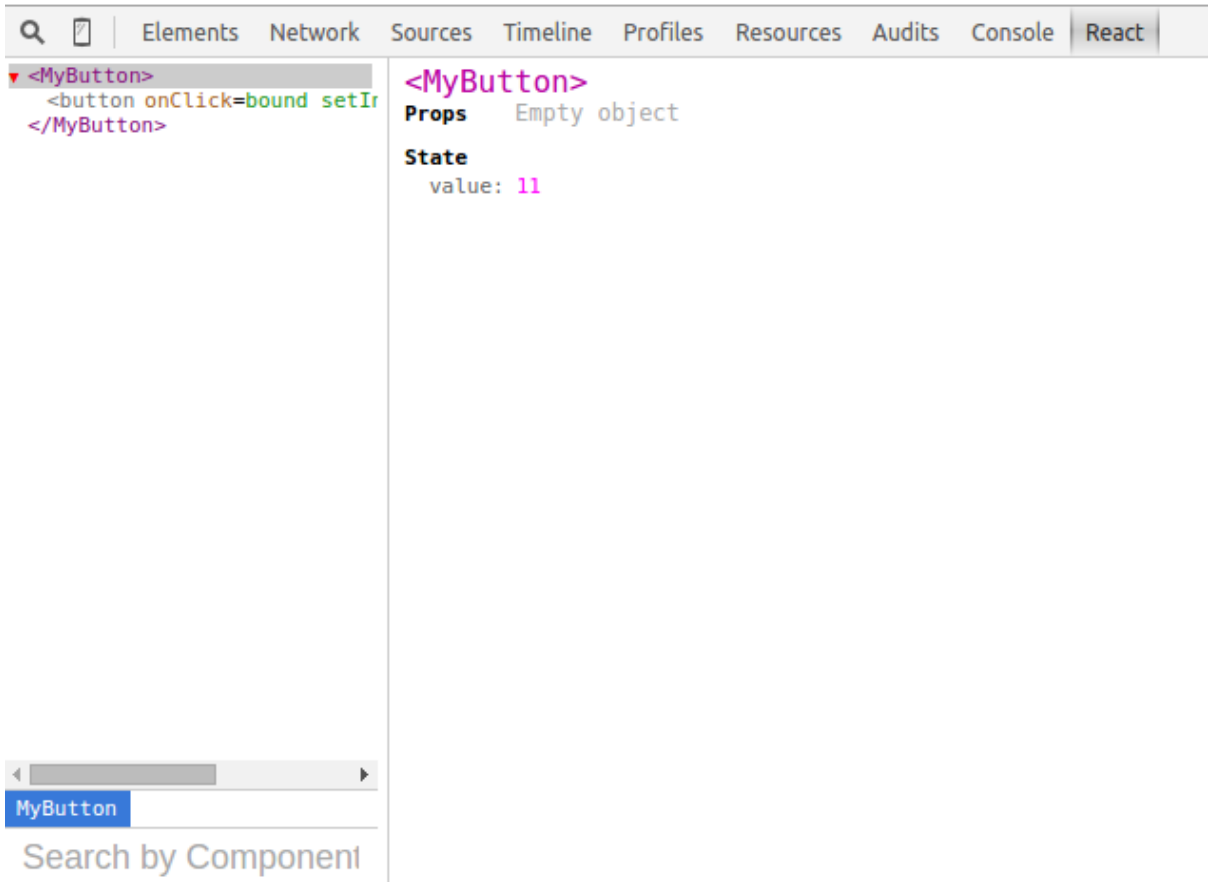 Elements Network Sources Timeline Profiles Resources Audits Console React
<MyButton>
<button onClick=bound setIn
</MyButton>
<MyButton>
Props Empty object
State
value: 11
MyButton
Search by Component